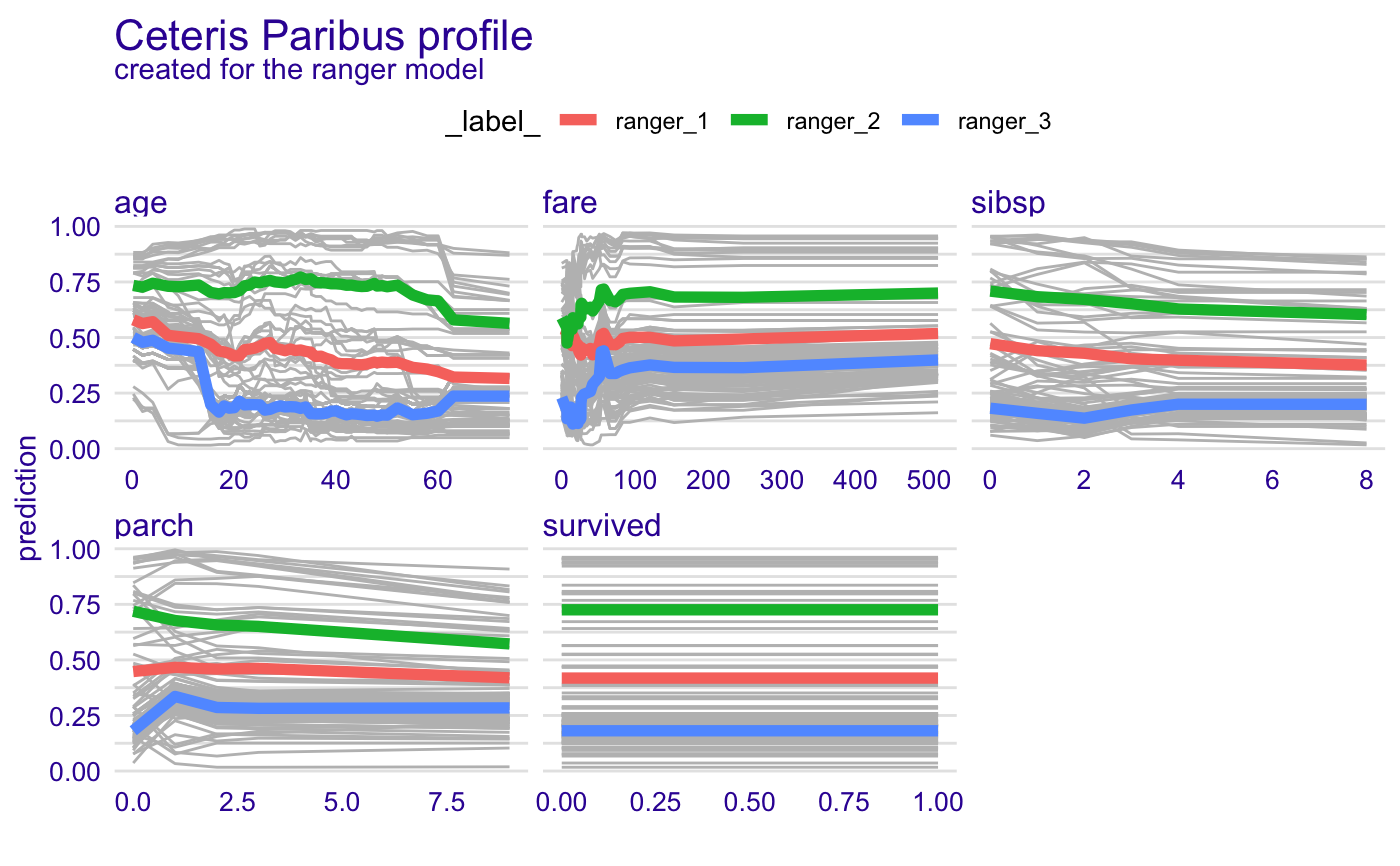 Ceteris Paribus profile
created for the ranger model
_label_ ranger_1 ranger_2 ranger_3
age fare sibsp
1.00
0.75
0.50
0.25
0.00
0 20 40 60 0 100 200 300 400 500 0 2 4 6 8
prediction
parch survived
1.00
0.75
0.50
0.25
0.00
0.0 2.5 5.0 7.5 0.00 0.25 0.50 0.75 1.00